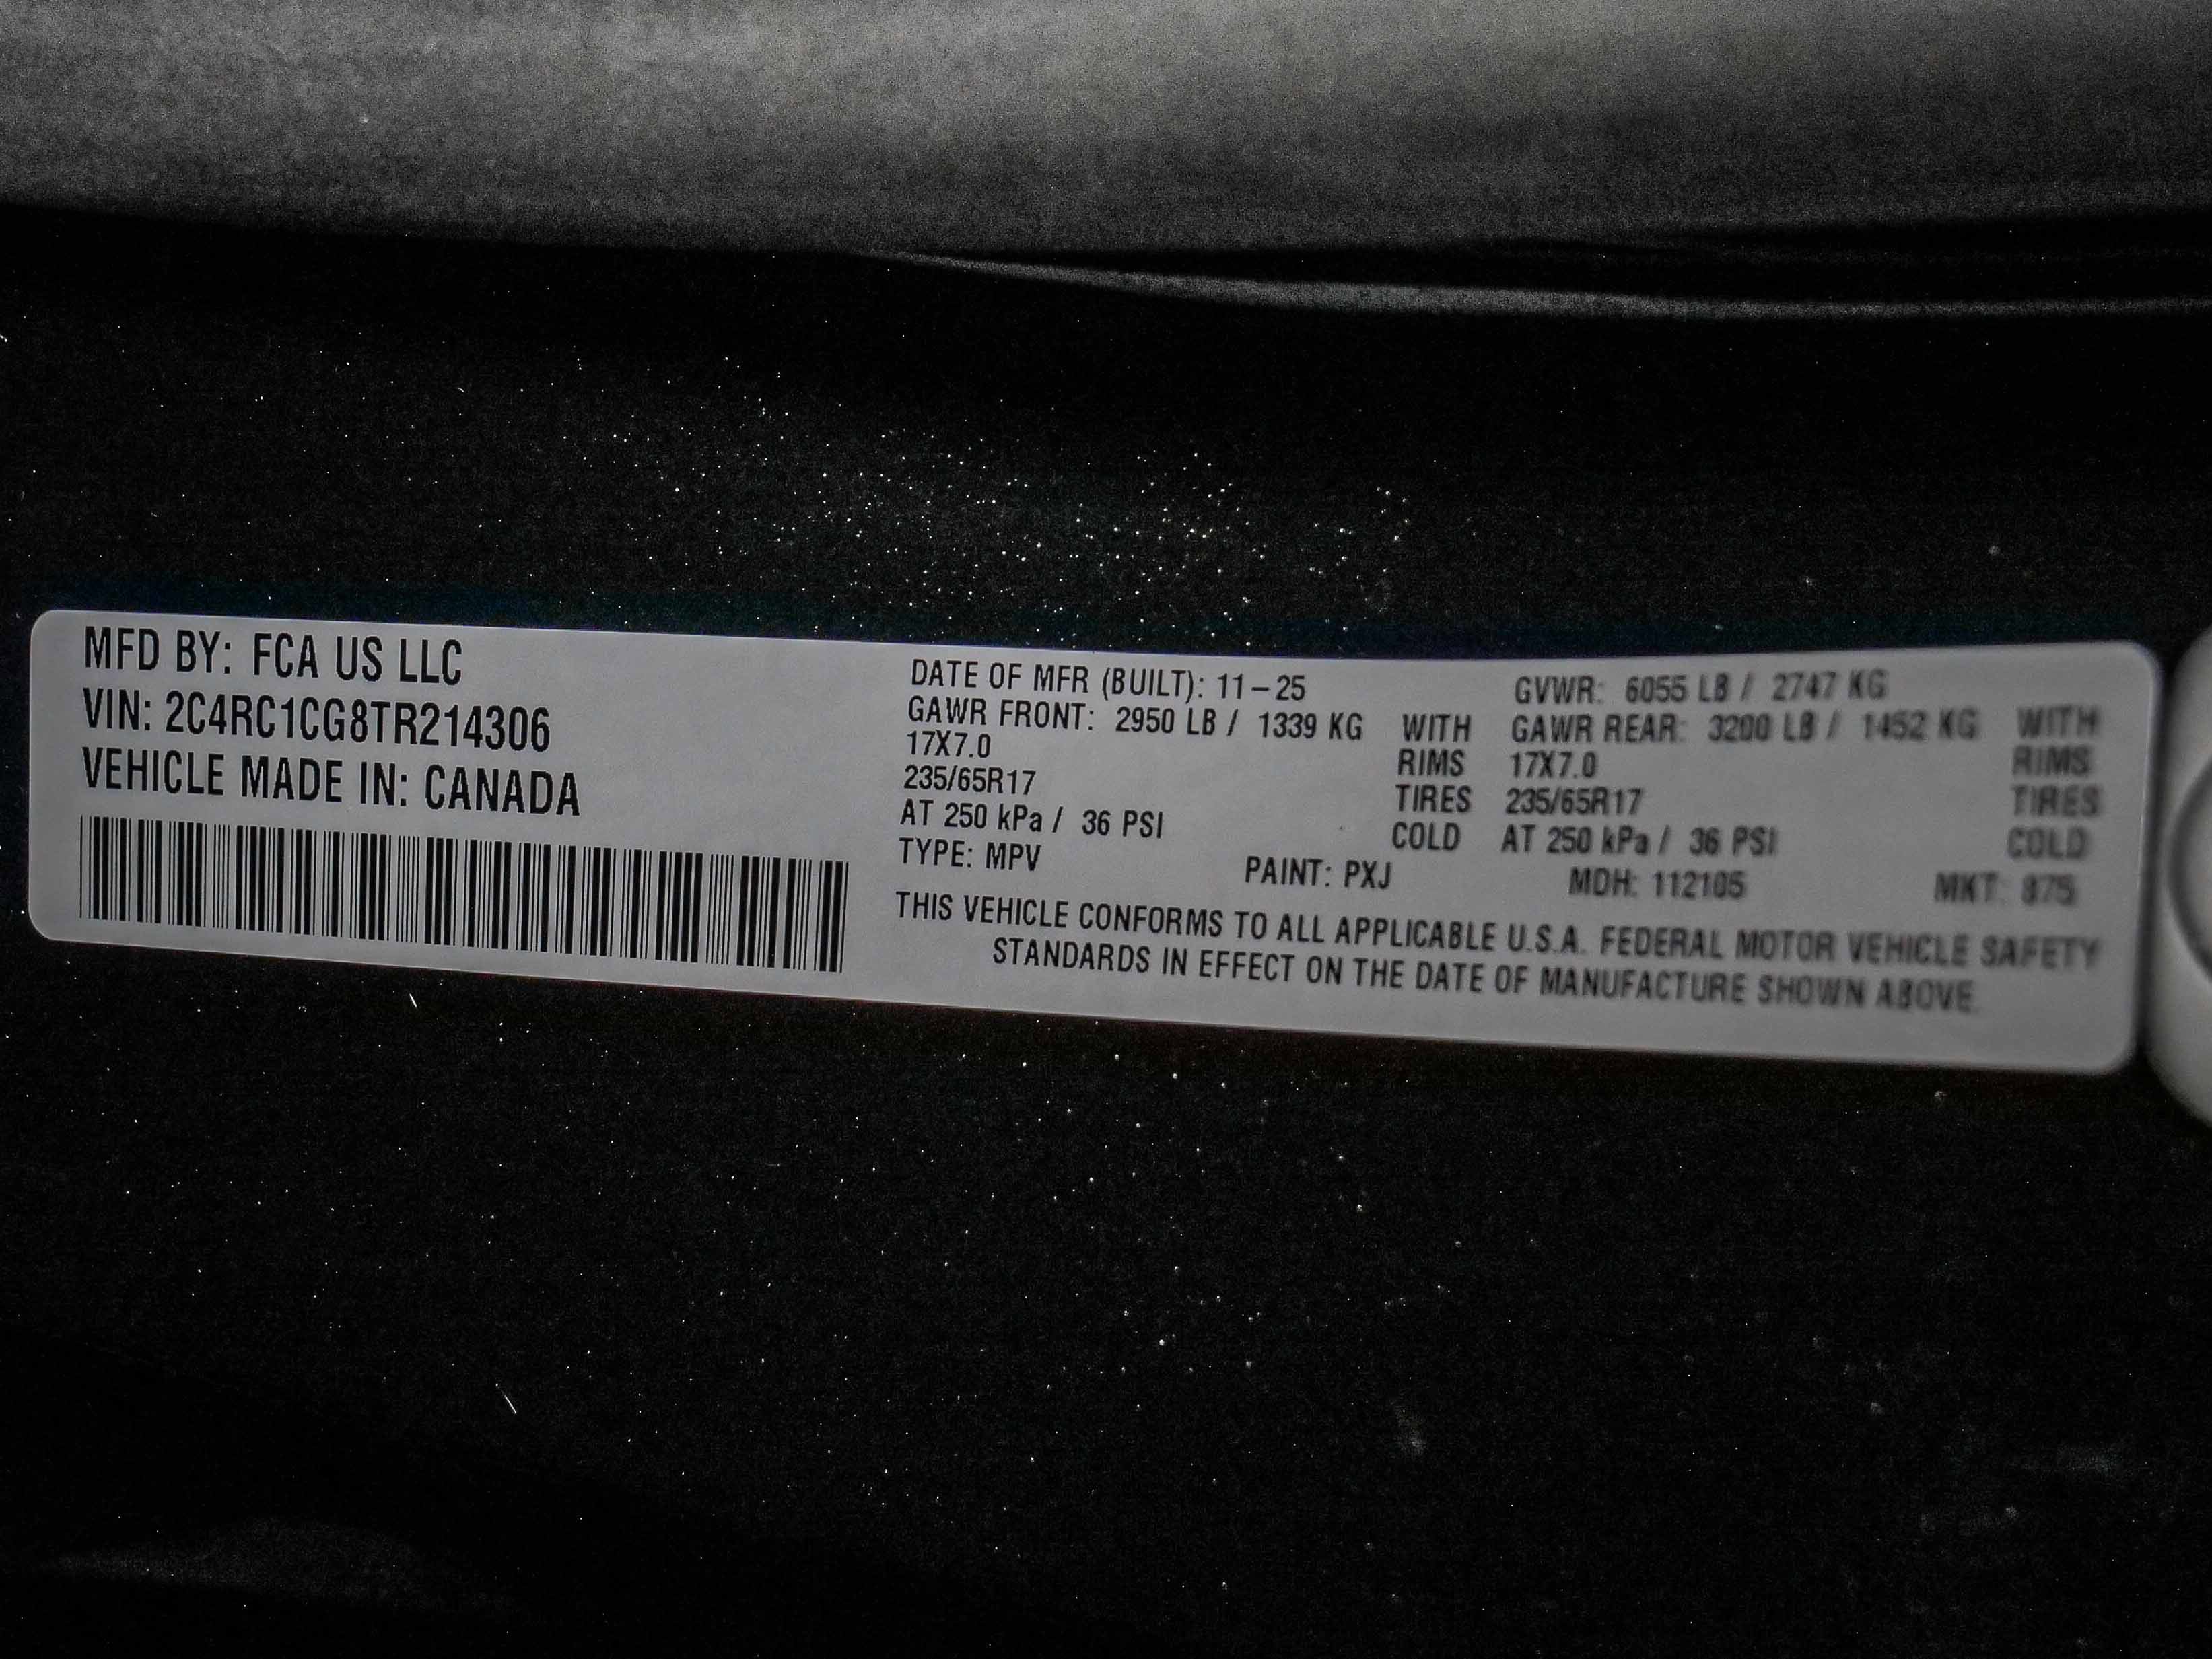 MFD BY: FCA US LLC
VIN: 2C4RC1CG8TR214306
VEHICLE MADE IN: CANADA
DATE OF MFR (BUILT): 11-25 GVWR: 6055 LB / 2747 KG
GAWR FRONT: 2950 LB / 1339 KG WITH GAWR REAR: 3200 LB / 1452 KG WITH
17X7.0 RIMS 17X7.0 RIMS
235/65R17 TIRES 235/65R17 TIRES
AT 250 kPa / 36 PSI COLD AT 250 kPa / 36 PSI COLD
TYPE: MPV PAINT: PXJ MDH: 112105 MKT: 875
THIS VEHICLE CONFORMS TO ALL APPLICABLE U.S.A. FEDERAL MOTOR VEHICLE SAFETY
STANDARDS IN EFFECT ON THE DATE OF MANUFACTURE SHOWN ABOVE.